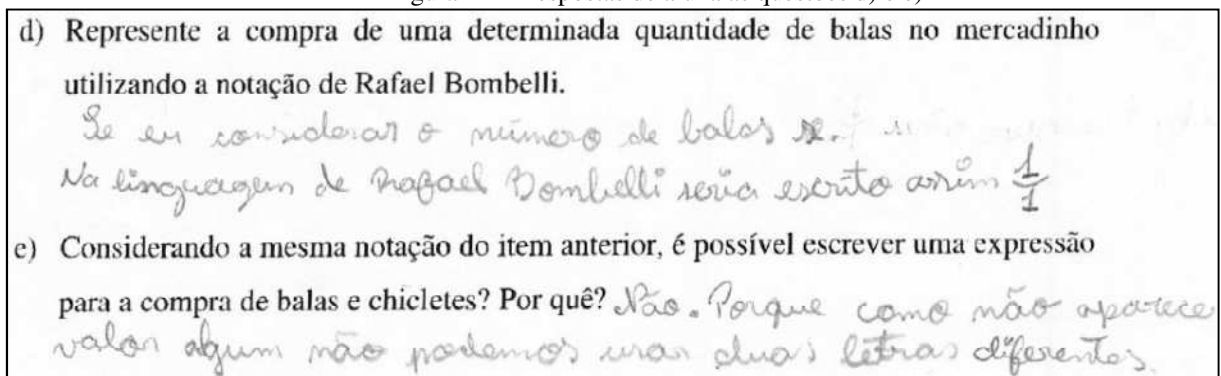 d) Represente a compra de uma determinada quantidade de balas no mercadinho
utilizando a notação de Rafael Bombelli.
Se eu considerar o número de balas x.
Na linguagem de Rafael Bombelli seria escrito assim 1/1
e) Considerando a mesma notação do item anterior, é possível escrever uma expressão
para a compra de balas e chicletes? Por quê? Não. Porque como não aparece
valor algum não podemos usar duas letras diferentes.